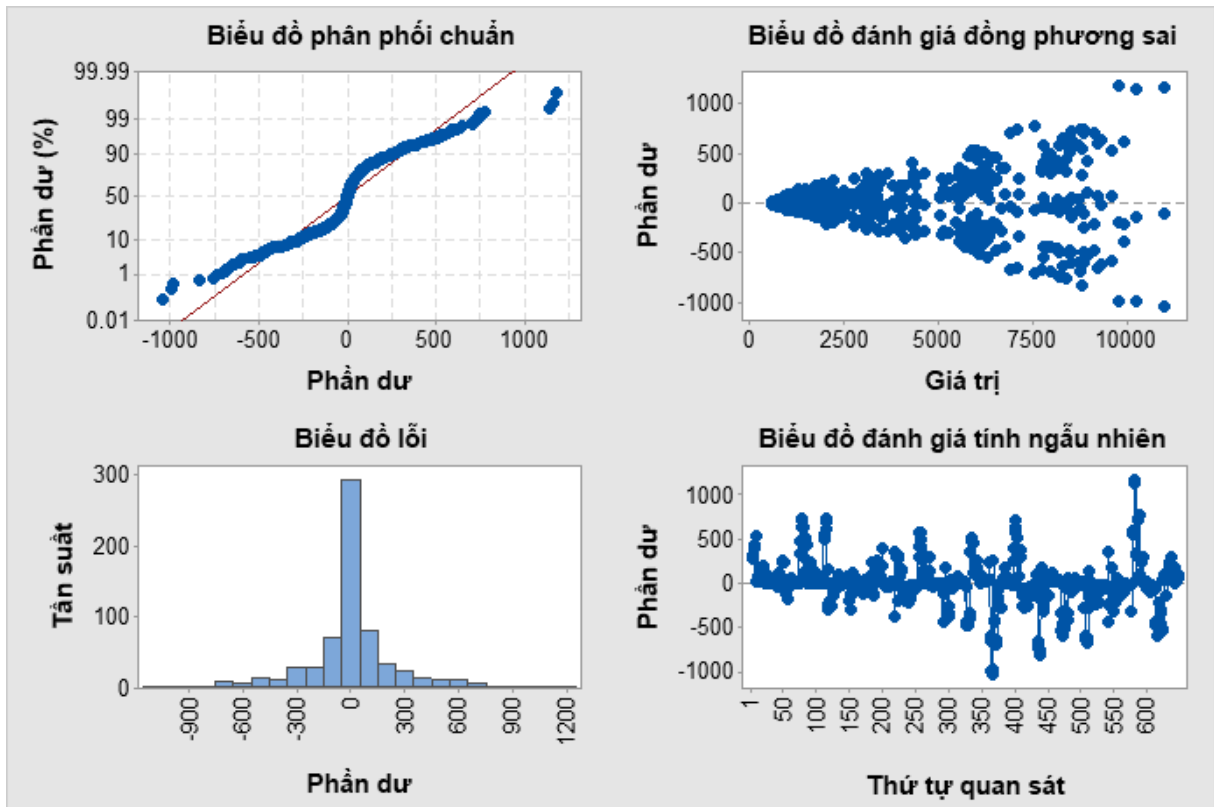 Biểu đồ phân phối chuẩn
99.99
99
90
50
10
1
0.01
Phần dư (%)
-1000 -500 0 500 1000
Phần dư
Biểu đồ đánh giá đồng phương sai
1000
500
0
-500
-1000
Phần dư
0 2500 5000 7500 10000
Giá trị
Biểu đồ lỗi
300
200
100
0
Tần suất
-900 -600 -300 0 300 600 900 1200
Phần dư
Biểu đồ đánh giá tính ngẫu nhiên
1000
500
0
-500
-1000
Phần dư
1 50 100 150 200 250 300 350 400 450 500 550 600
Thứ tự quan sát